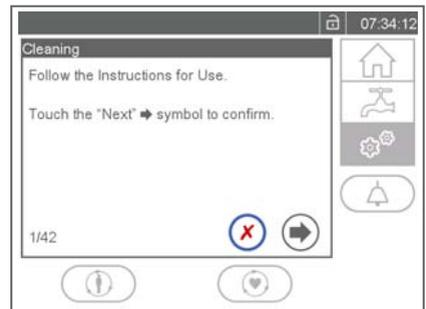 07:34:12
Cleaning
Follow the Instructions for Use.
Touch the "Next" ➡ symbol to confirm.
1/42